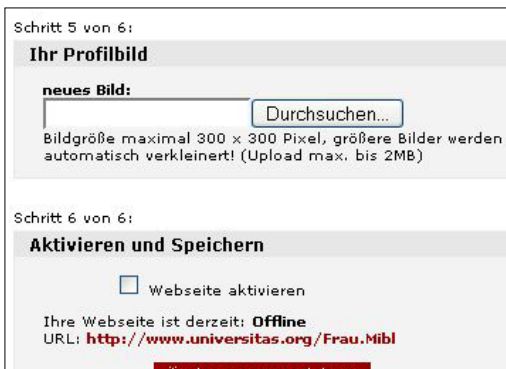 Schritt 5 von 6:
Ihr Profilbild
neues Bild:
Durchsuchen...
Bildgröße maximal 300 x 300 Pixel, größere Bilder werden
automatisch verkleinert! (Upload max. bis 2MB)
Schritt 6 von 6:
Aktivieren und Speichern
Webseite aktivieren
Ihre Webseite ist derzeit: Offline
URL: http://www.universitas.org/Frau.Mibl